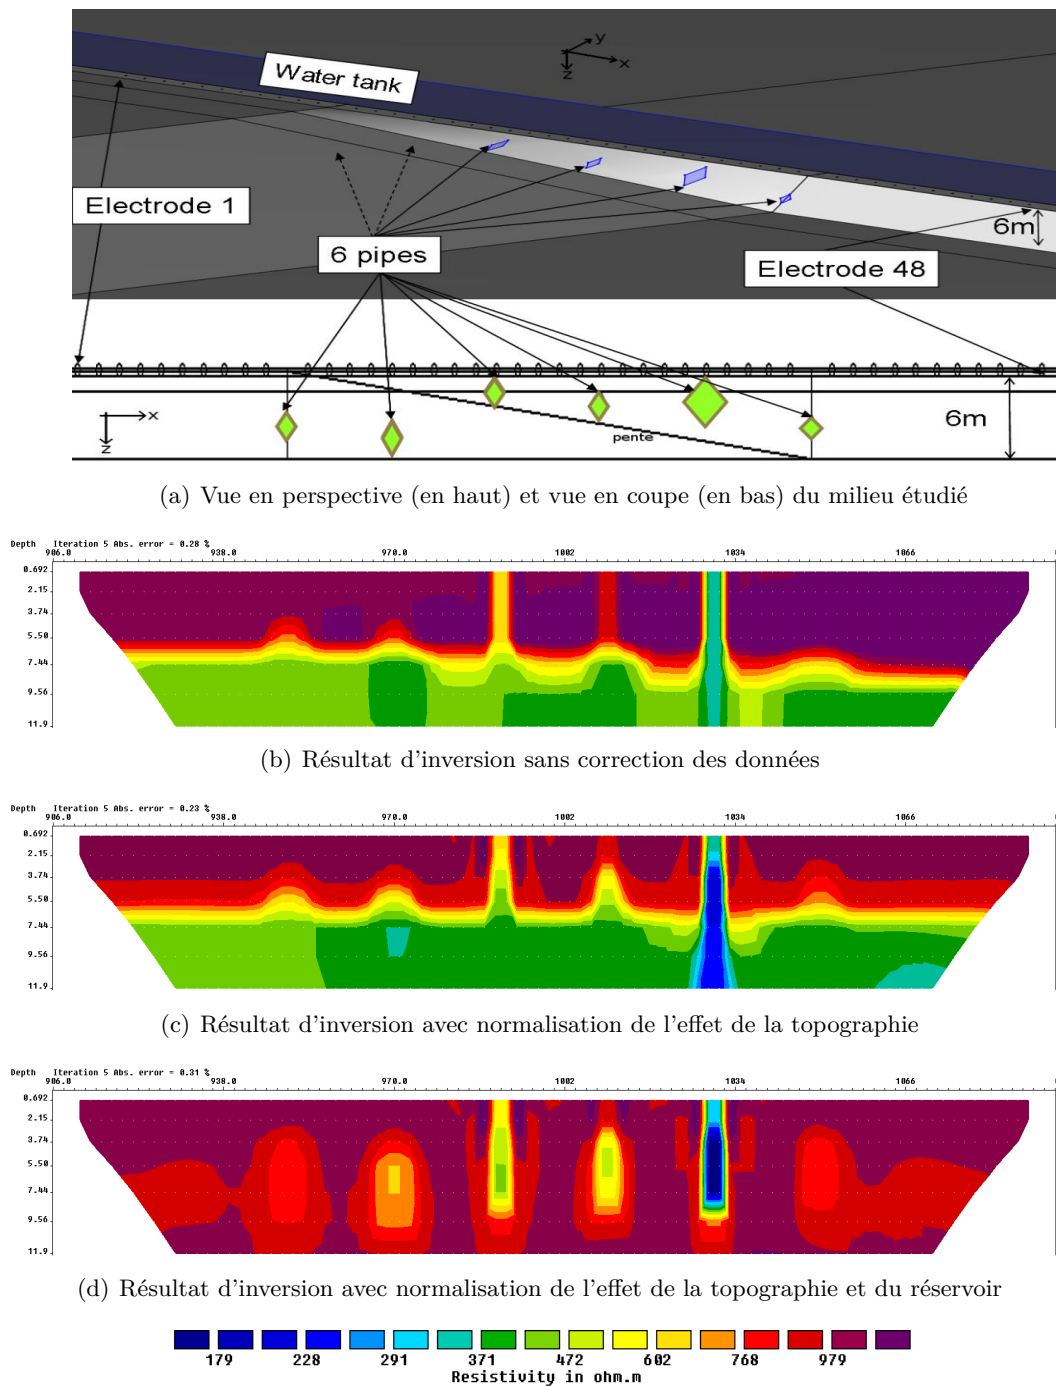 y
x
z
Water tank
Electrode 1
6 pipes
6m
Electrode 48
x
z
pente
6m
(a) Vue en perspective (en haut) et vue en coupe (en bas) du milieu étudié
Depth Iteration 5 Abs. error = 0.28 %
906.0 938.0 970.0 1002 1034 1066
0.692
2.15
3.74
5.50
7.44
9.56
11.9
(b) Résultat d'inversion sans correction des données
Depth Iteration 5 Abs. error = 0.23 %
906.0 938.0 970.0 1002 1034 1066
0.692
2.15
3.74
5.50
7.44
9.56
11.9
(c) Résultat d'inversion avec normalisation de l'effet de la topographie
Depth Iteration 5 Abs. error = 0.31 %
906.0 938.0 970.0 1002 1034 1066
0.692
2.15
3.74
5.50
7.44
9.56
11.9
(d) Résultat d'inversion avec normalisation de l'effet de la topographie et du réservoir
179 228 291 371 472 602 768 979
Resistivity in ohm.m